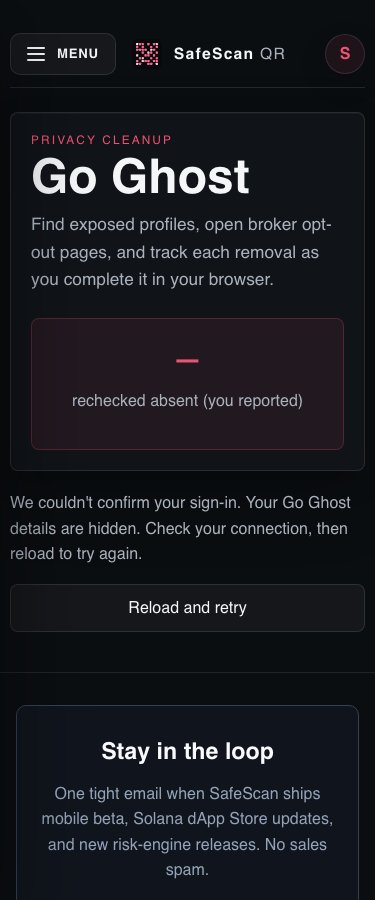 MENU
SafeScan QR
S
PRIVACY CLEANUP
Go Ghost
Find exposed profiles, open broker opt-
out pages, and track each removal as
you complete it in your browser.
—
rechecked absent (you reported)
We couldn't confirm your sign-in. Your Go Ghost
details are hidden. Check your connection, then
reload to try again.
Reload and retry
Stay in the loop
One tight email when SafeScan ships
mobile beta, Solana dApp Store updates,
and new risk-engine releases. No sales
spam.